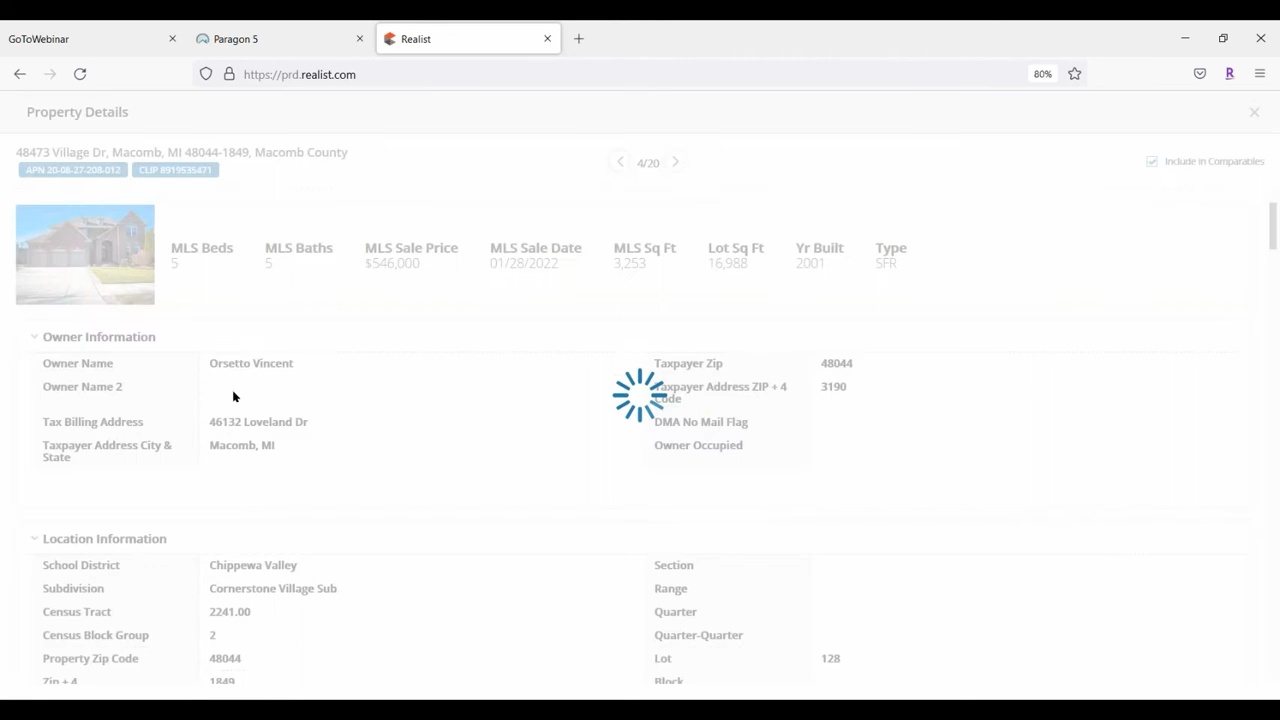 GoToWebinar
Paragon 5
Realist
https://prd.realist.com
80%
Property Details
48473 Village Dr, Macomb, MI 48044-1849, Macomb County
APN 20-08-27-208-012 CLIP 8919535471
4/20
Include in Comparables
MLS Beds MLS Baths MLS Sale Price MLS Sale Date MLS Sq Ft Lot Sq Ft Yr Built Type
5 5 $546,000 01/28/2022 3,253 16,988 2001 SFR
Owner Information
Owner Name Orsetto Vincent Taxpayer Zip 48044
Owner Name 2 Taxpayer Address ZIP + 4 3190
Code
Tax Billing Address 46132 Loveland Dr DMA No Mail Flag
Taxpayer Address City & Macomb, MI Owner Occupied
State
Location Information
School District Chippewa Valley Section
Subdivision Cornerstone Village Sub Range
Census Tract 2241.00 Quarter
Census Block Group 2 Quarter-Quarter
Property Zip Code 48044 Lot 128
Zip + 4 1849 Block